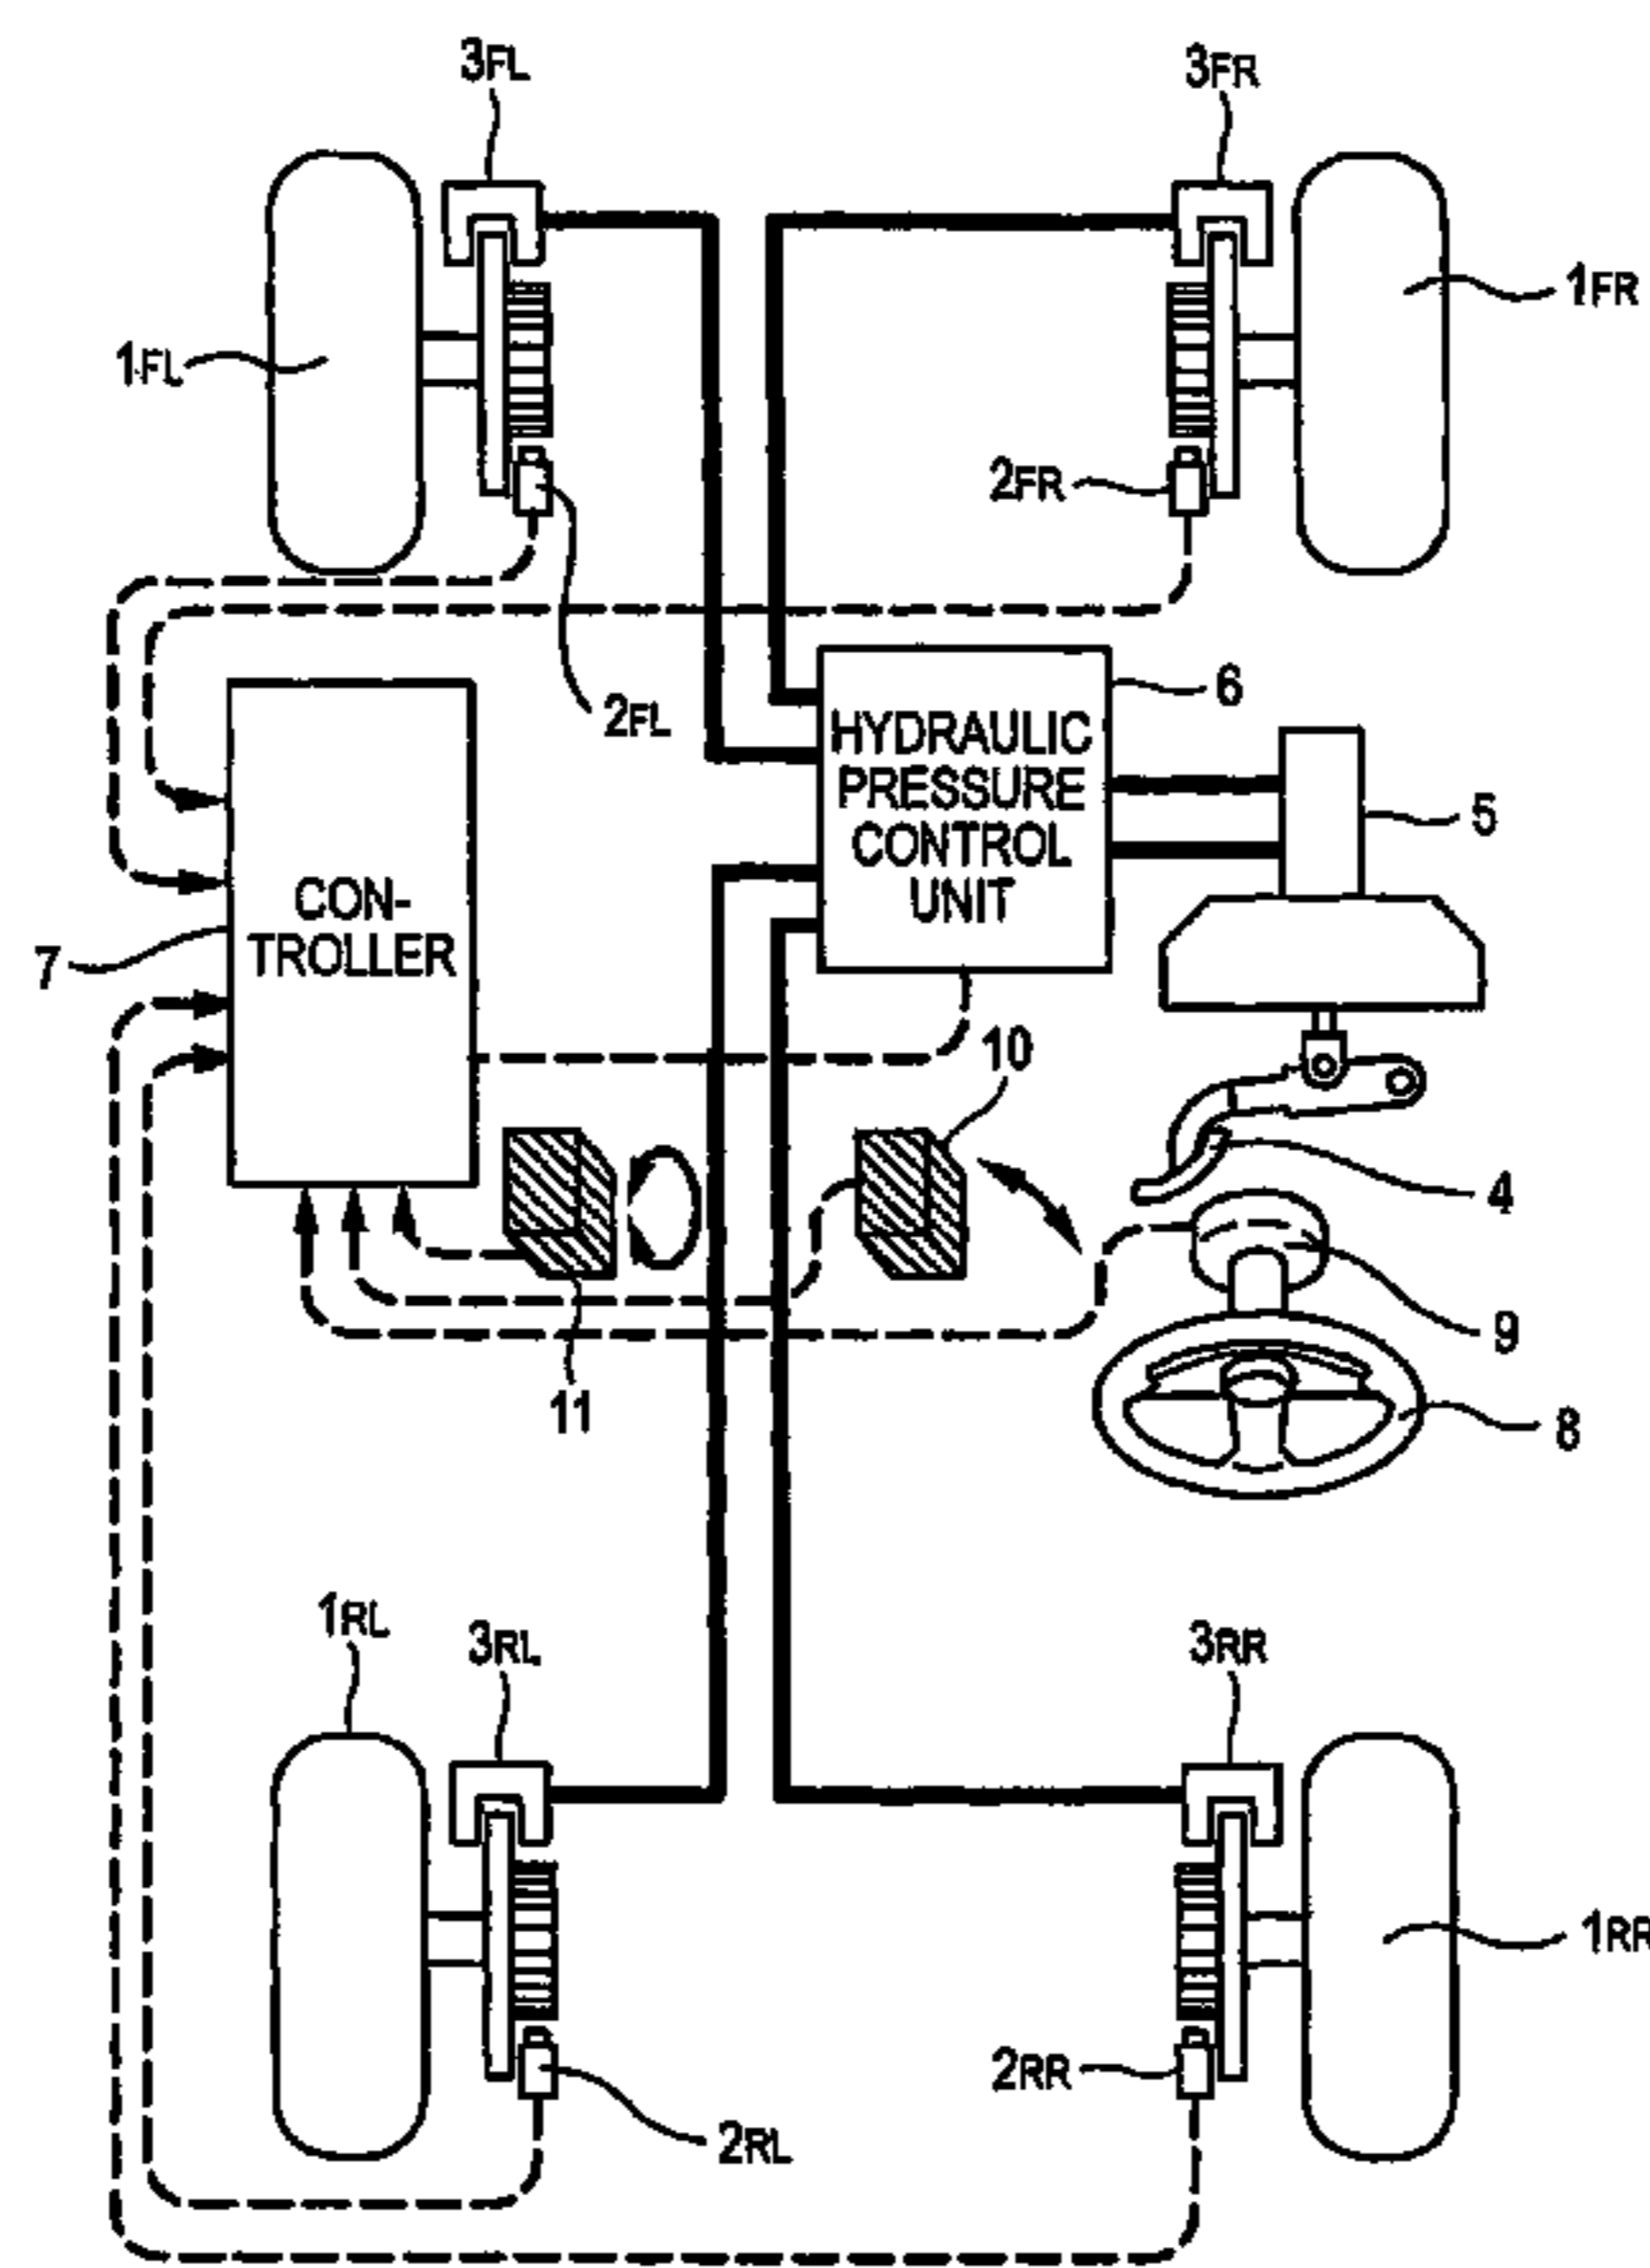 3FL
3FR
1FR
1FL
2FR
2FL
6
HYDRAULIC
PRESSURE
CONTROL
UNIT
5
CON-
TROLLER
7
10
4
9
11
8
1RL
3RL
3RR
1RR
2RR
2RL